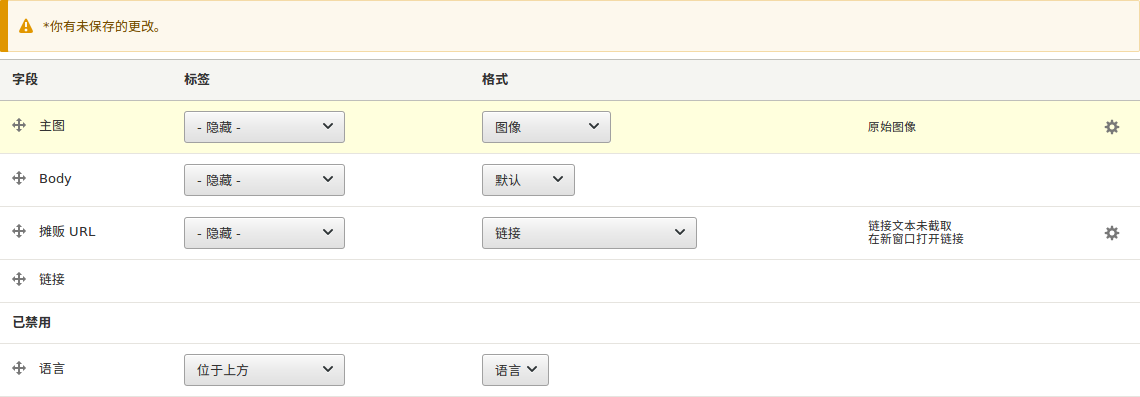 *你有未保存的更改。
字段 标签 格式
主图 - 隐藏 - 图像 原始图像
Body - 隐藏 - 默认
摊贩 URL - 隐藏 - 链接 链接文本未截取
在新窗口打开链接
链接
已禁用
语言 位于上方 语言